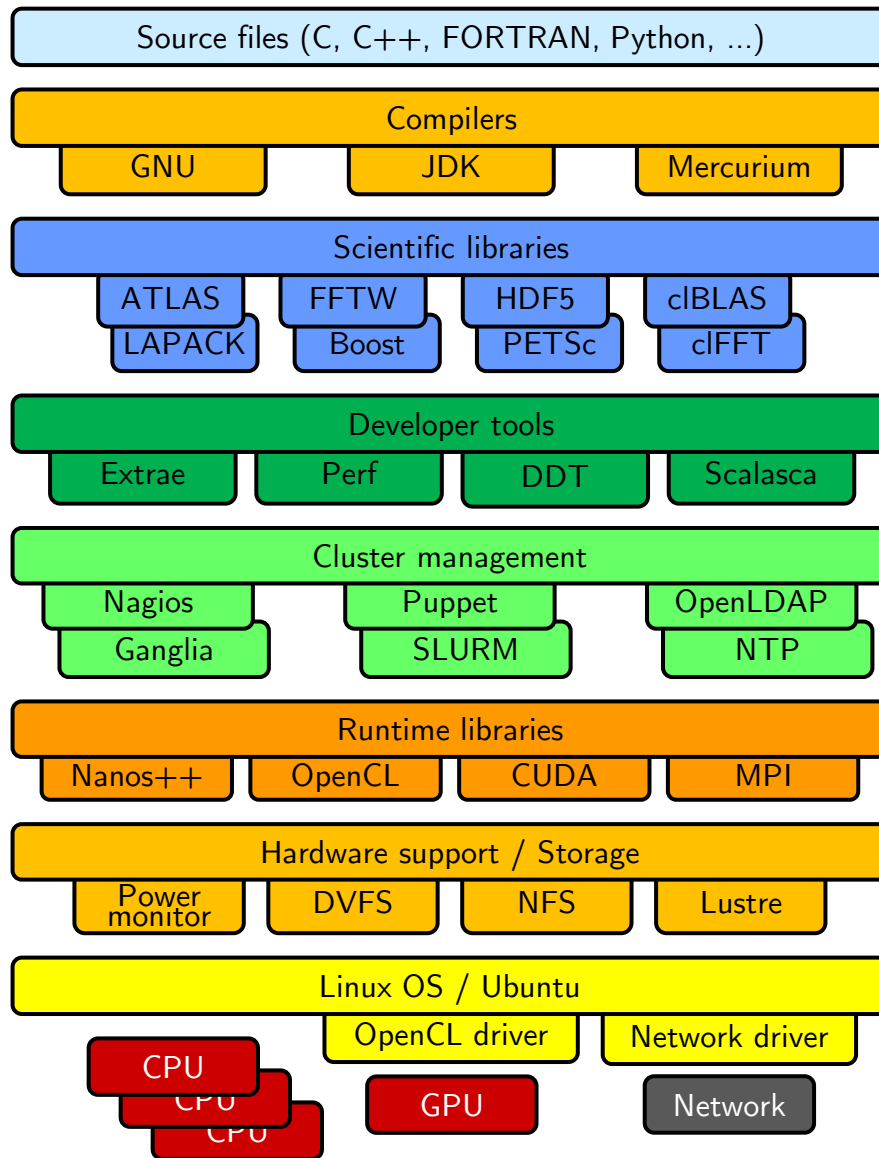 Source files (C, C++, FORTRAN, Python, ...)
Compilers
GNU
JDK
Mercurium
Scientific libraries
ATLAS
FFTW
HDF5
clBLAS
LAPACK
Boost
PETSc
clFFT
Developer tools
Extrae
Perf
DDT
Scalasca
Cluster management
Nagios
Puppet
OpenLDAP
Ganglia
SLURM
NTP
Runtime libraries
Nanos++
OpenCL
CUDA
MPI
Hardware support / Storage
Power
monitor
DVFS
NFS
Lustre
Linux OS / Ubuntu
OpenCL driver
Network driver
CPU
CPU
CPU
GPU
Network